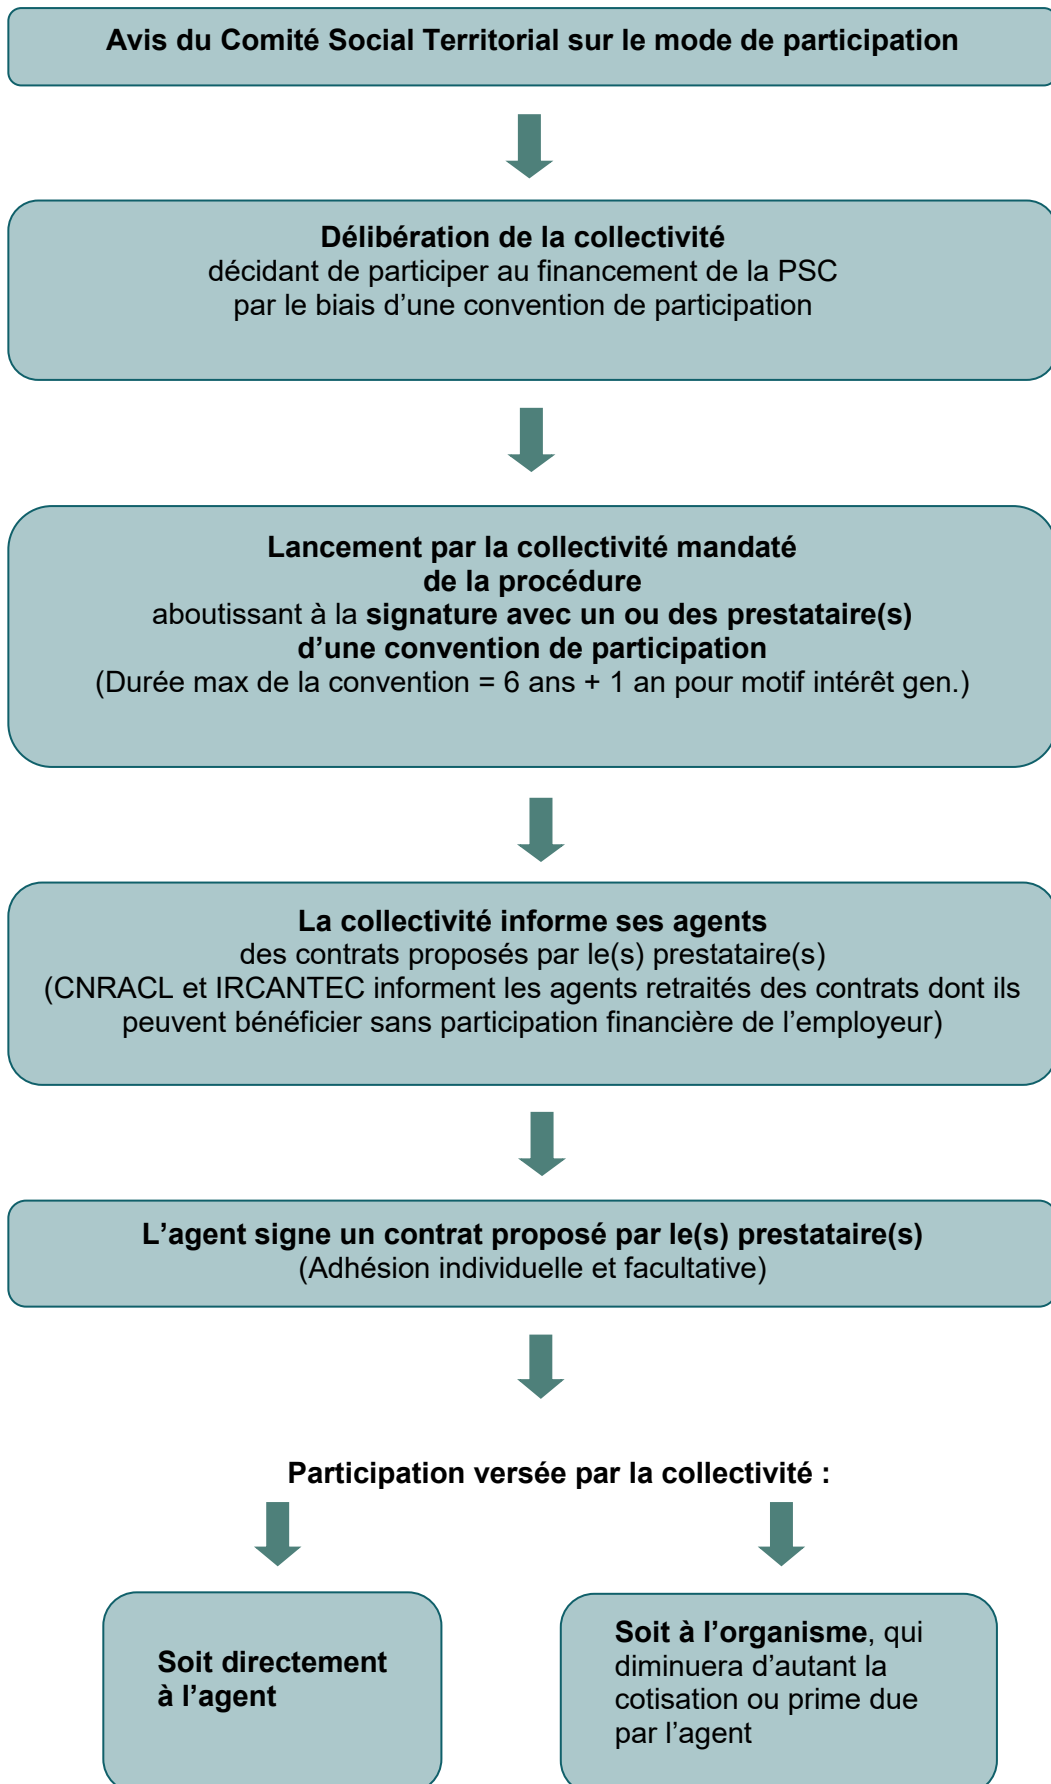 Avis du Comité Social Territorial sur le mode de participation
Délibération de la collectivité
décidant de participer au financement de la PSC
par le biais d’une convention de participation
Lancement par la collectivité mandaté
de la procédure
aboutissant à la signature avec un ou des prestataire(s)
d’une convention de participation
(Durée max de la convention = 6 ans + 1 an pour motif intérêt gen.)
La collectivité informe ses agents
des contrats proposés par le(s) prestataire(s)
(CNRACL et IRCANTEC informent les agents retraités des contrats dont ils
peuvent bénéficier sans participation financière de l’employeur)
L’agent signe un contrat proposé par le(s) prestataire(s)
(Adhésion individuelle et facultative)
Participation versée par la collectivité :
Soit directement
à l’agent
Soit à l’organisme, qui
diminuera d’autant la
cotisation ou prime due
par l’agent